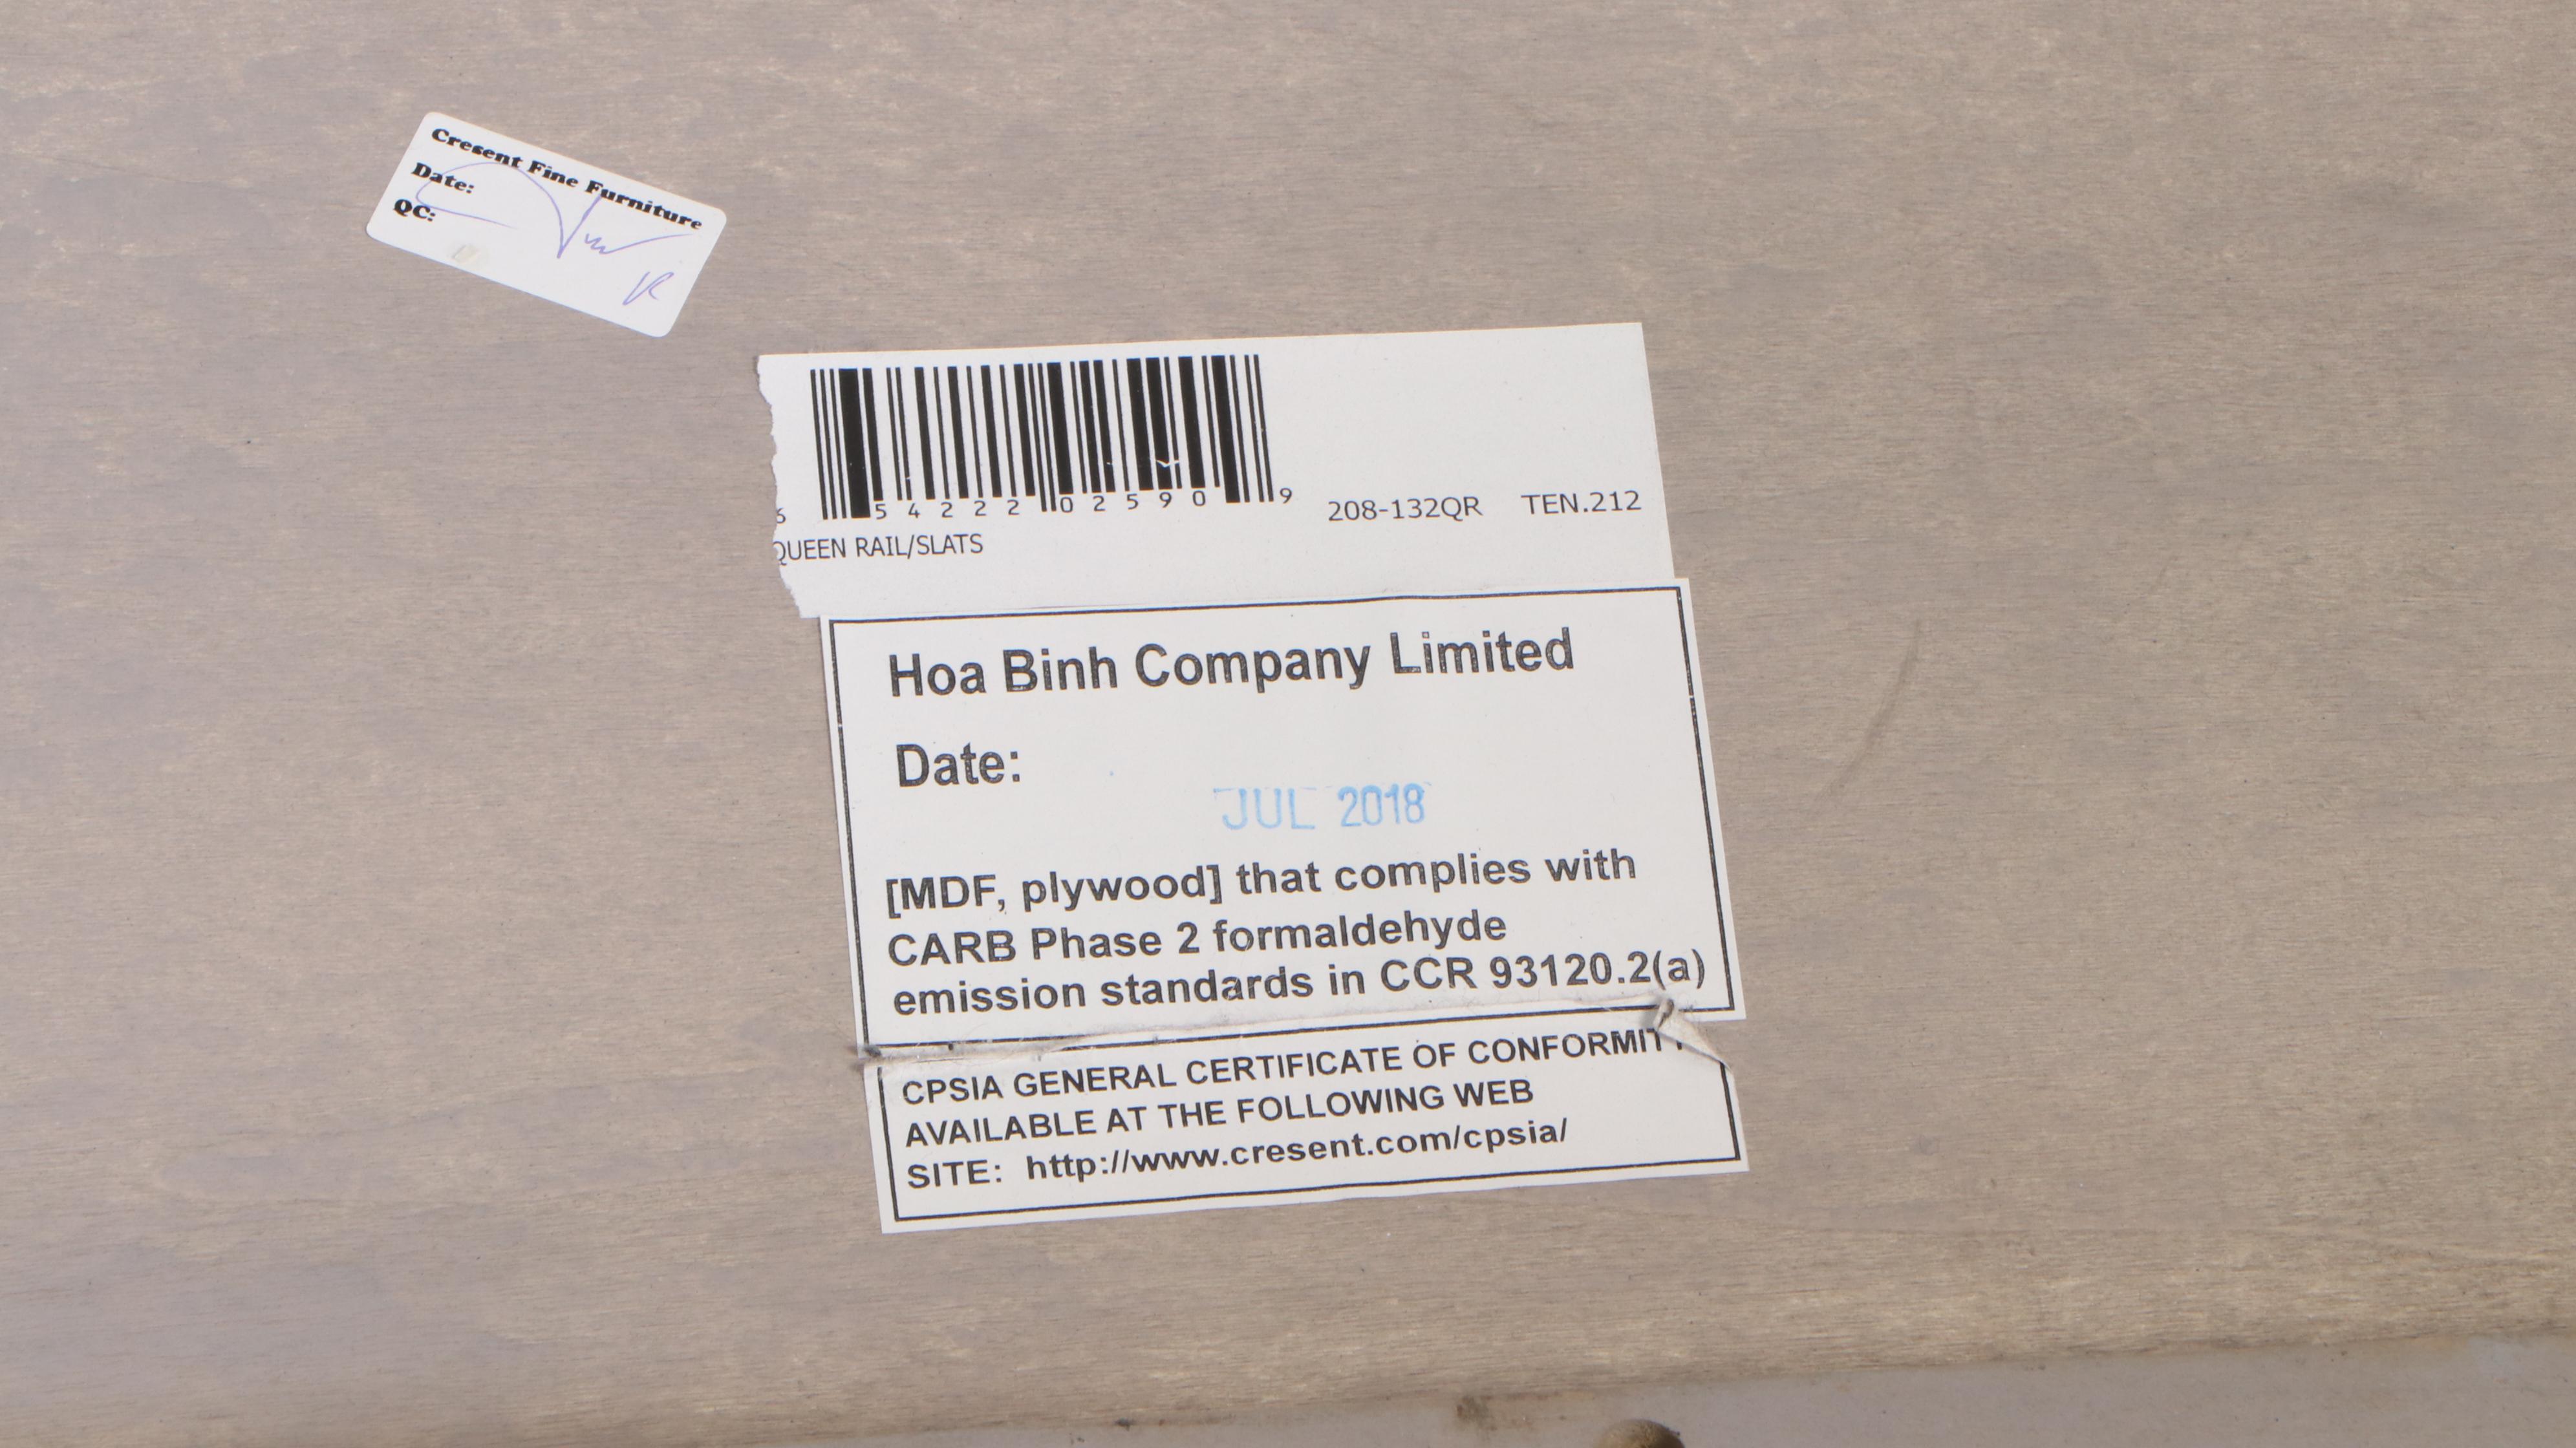 Cresent Fine Furniture
Date:
QC:
6 54222 02590 9
208-132QR TEN.212
QUEEN RAIL/SLATS
Hoa Binh Company Limited
Date:
JUL 2018
[MDF, plywood] that complies with
CARB Phase 2 formaldehyde
emission standards in CCR 93120.2(a)
CPSIA GENERAL CERTIFICATE OF CONFORMITY
AVAILABLE AT THE FOLLOWING WEB
SITE: http://www.cresent.com/cpsia/